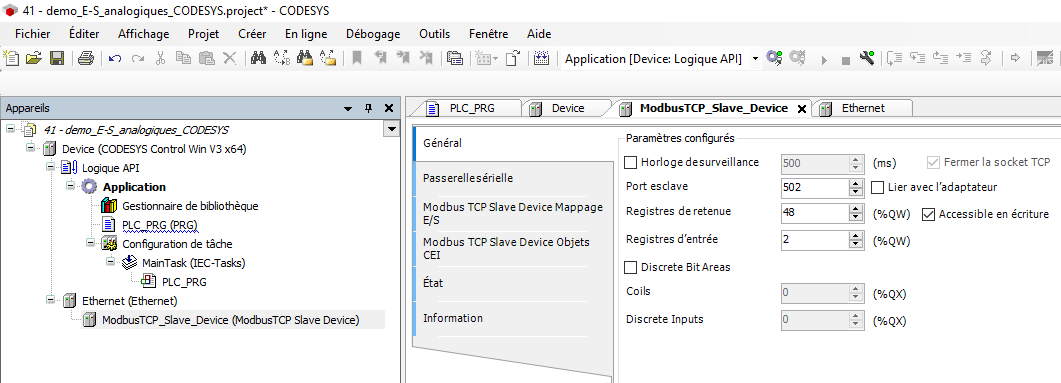 41 - demo_E-S_analogiques_CODESYS.project* - CODESYS
Fichier Éditer Affichage Projet Créer En ligne Débogage Outils Fenêtre Aide
Application [Device: Logique API]
Appareils
41 - demo_E-S_analogiques_CODESYS
Device (CODESYS Control Win V3 x64)
Logique API
Application
Gestionnaire de bibliothèque
PLC_PRG (PRG)
Configuration de tâche
MainTask (IEC-Tasks)
PLC_PRG
Ethernet (Ethernet)
ModbusTCP_Slave_Device (ModbusTCP Slave Device)
PLC_PRG Device ModbusTCP_Slave_Device Ethernet
Général
Passerellesérielle
Modbus TCP Slave Device Mappage
E/S
Modbus TCP Slave Device Objets
CEI
État
Information
Paramètres configurés
Horloge desurveillance 500 (ms) Fermer la socket TCP
Port esclave 502 Lier avec l'adaptateur
Registres de retenue 48 (%QW) Accessible en écriture
Registres d'entrée 2 (%QW)
Discrete Bit Areas
Coils 0 (%QX)
Discrete Inputs 0 (%QX)